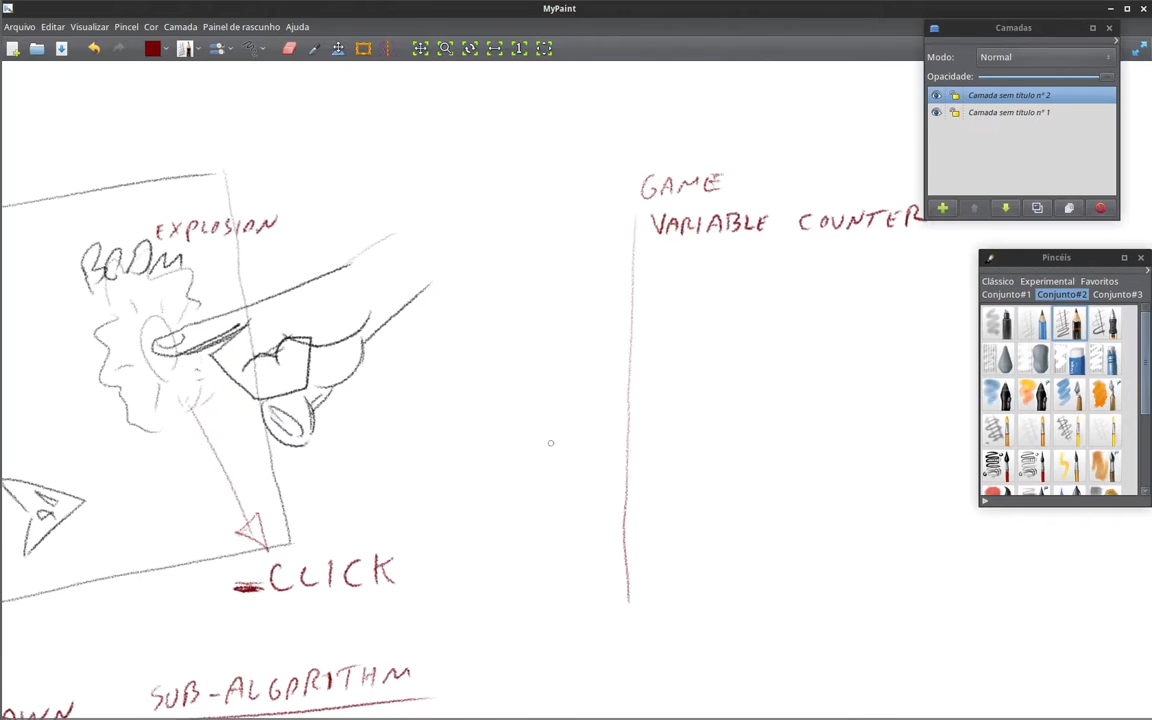 MyPaint
Arquivo Editar Visualizar Pincel Cor Camada Painel de rascunho Ajuda
Camadas
Modo: Normal
Opacidade:
Camada sem título nº 2
Camada sem título nº 1
GAME
VARIABLE COUNTER
EXPLOSION
BOOM
Pincéis
Clássico Experimental Favoritos
Conjunto#1 Conjunto#2 Conjunto#3
CLICK
SUB-ALGORITHM